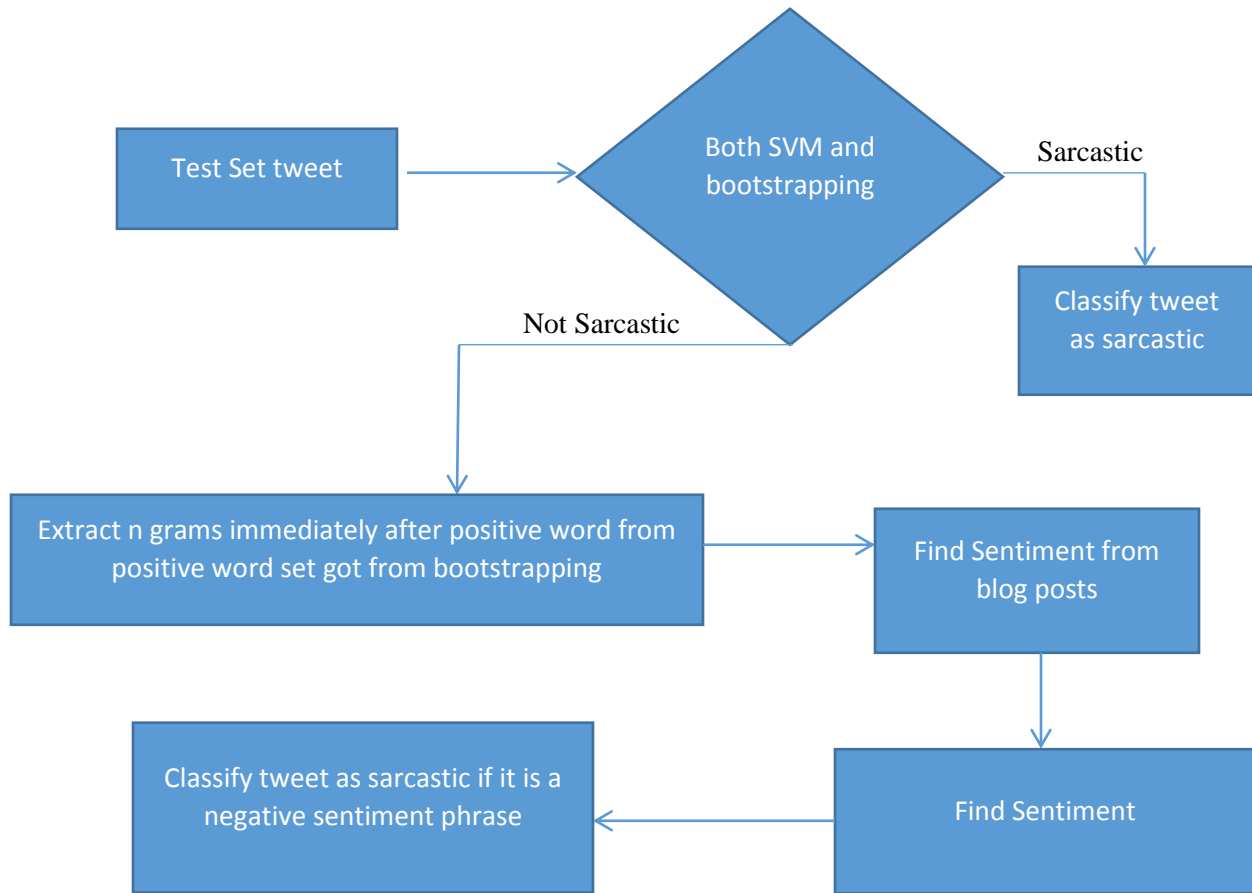 Test Set tweet
Both SVM and
bootstrapping
Sarcastic
Classify tweet
as sarcastic
Not Sarcastic
Extract n grams immediately after positive word from
positive word set got from bootstrapping
Find Sentiment from
blog posts
Find Sentiment
Classify tweet as sarcastic if it is a
negative sentiment phrase